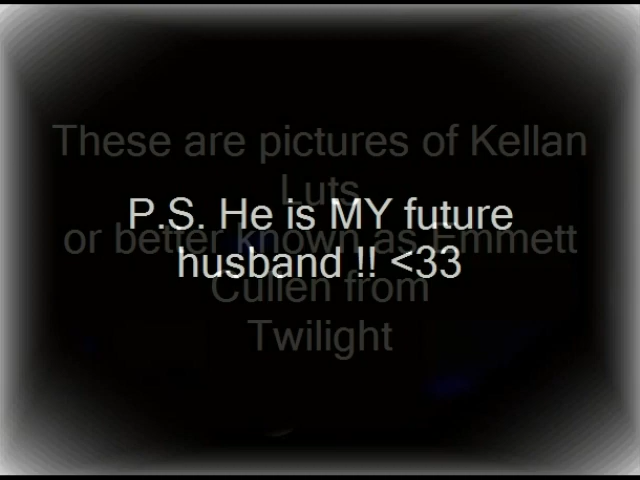 These are pictures of Kellan
Luts
or better known as Emmett
Cullen from
Twilight
P.S. He is MY future
husband !! <33